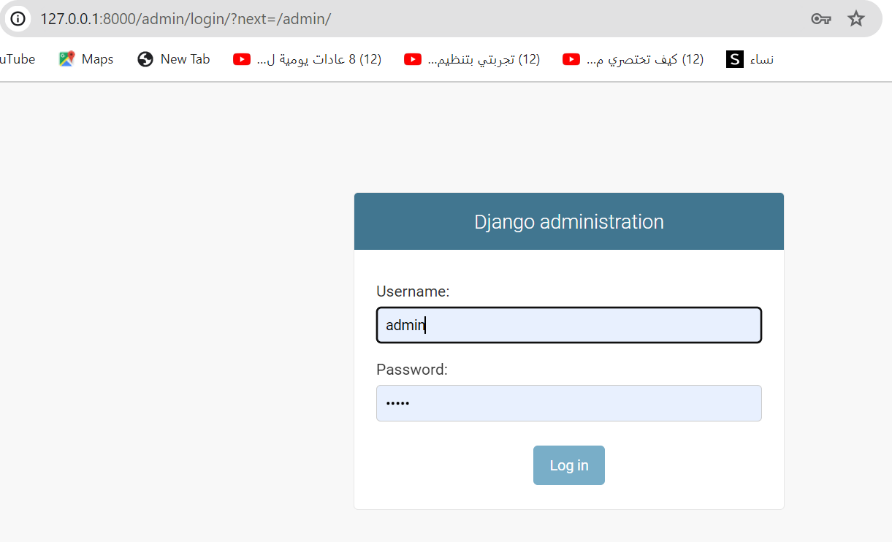 127.0.0.1:8000/admin/login/?next=/admin/
uTube Maps New Tab (12) 8 عادات يومية ل... (12) تجربتي بتنظيم... (12) كيف تختصري م... S نساء
Django administration
Username:
admin
Password:
•••••
Log in